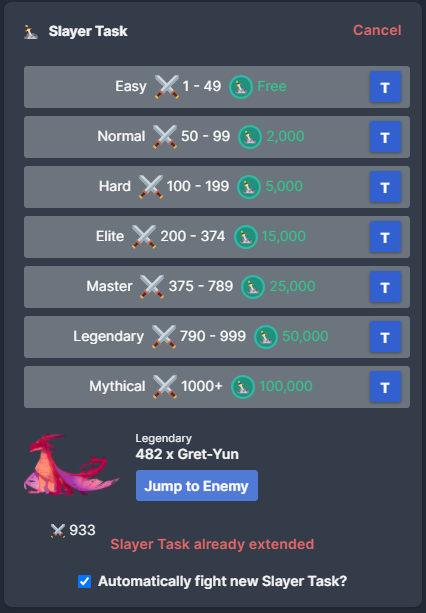 Slayer Task
Cancel
Easy 1 - 49 Free T
Normal 50 - 99 2,000 T
Hard 100 - 199 5,000 T
Elite 200 - 374 15,000 T
Master 375 - 789 25,000 T
Legendary 790 - 999 50,000 T
Mythical 1000+ 100,000 T
Legendary
482 x Gret-Yun
Jump to Enemy
933
Slayer Task already extended
Automatically fight new Slayer Task?